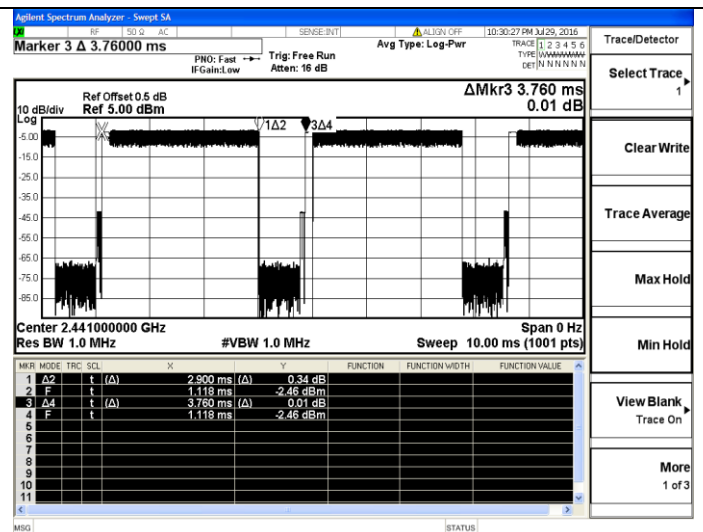 Agilent Spectrum Analyzer - Swept SA
RF 50 Ω AC SENSE:INT ALIGN OFF 10:30:27 PM Jul 29, 2016
Marker 3 Δ 3.76000 ms
PNO: Fast
IFGain:Low
Trig: Free Run
Atten: 16 dB
Avg Type: Log-Pwr
TRACE 1 2 3 4 5 6
TYPE WWWWWW
DET N N N N N N
Trace/Detector
Select Trace
1
Clear Write
Trace Average
Max Hold
Min Hold
View Blank
Trace On
More
1 of 3
ΔMkr3 3.760 ms
0.01 dB
Ref Offset 0.5 dB
10 dB/div Ref 5.00 dBm
Log
1Δ2 3Δ4
-5.00
-15.0
-25.0
-35.0
-45.0
-55.0
-65.0
-75.0
-85.0
Center 2.441000000 GHz Span 0 Hz
Res BW 1.0 MHz #VBW 1.0 MHz Sweep 10.00 ms (1001 pts)
MKR MODE TRC SCL X Y FUNCTION FUNCTION WIDTH FUNCTION VALUE
1 Δ2 t (Δ) 2.900 ms (Δ) 0.34 dB
2 F t 1.118 ms -2.46 dBm
3 Δ4 t (Δ) 3.760 ms (Δ) 0.01 dB
4 F t 1.118 ms -2.46 dBm
5
6
7
8
9
10
11
MSG STATUS